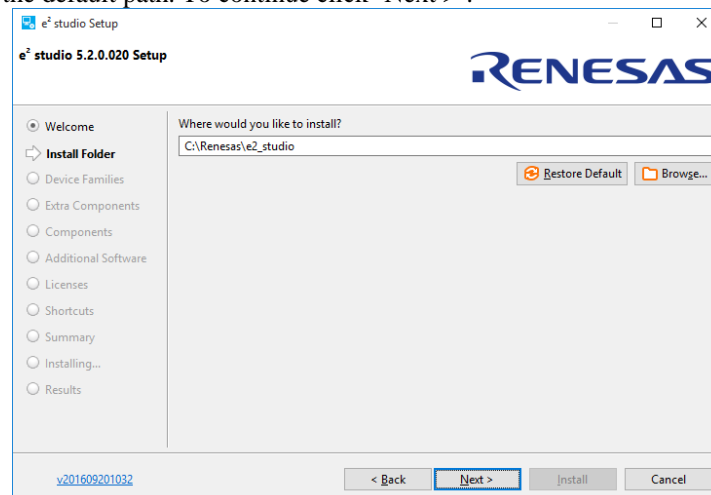 the default path. To continue click 'Next >'.
e² studio Setup
e² studio 5.2.0.020 Setup
RENESAS
Welcome
Where would you like to install?
Install Folder
C:\Renesas\e2_studio
Restore Default
Browse...
Device Families
Extra Components
Components
Additional Software
Licenses
Shortcuts
Summary
Installing...
Results
v201609201032
< Back
Next >
Install
Cancel